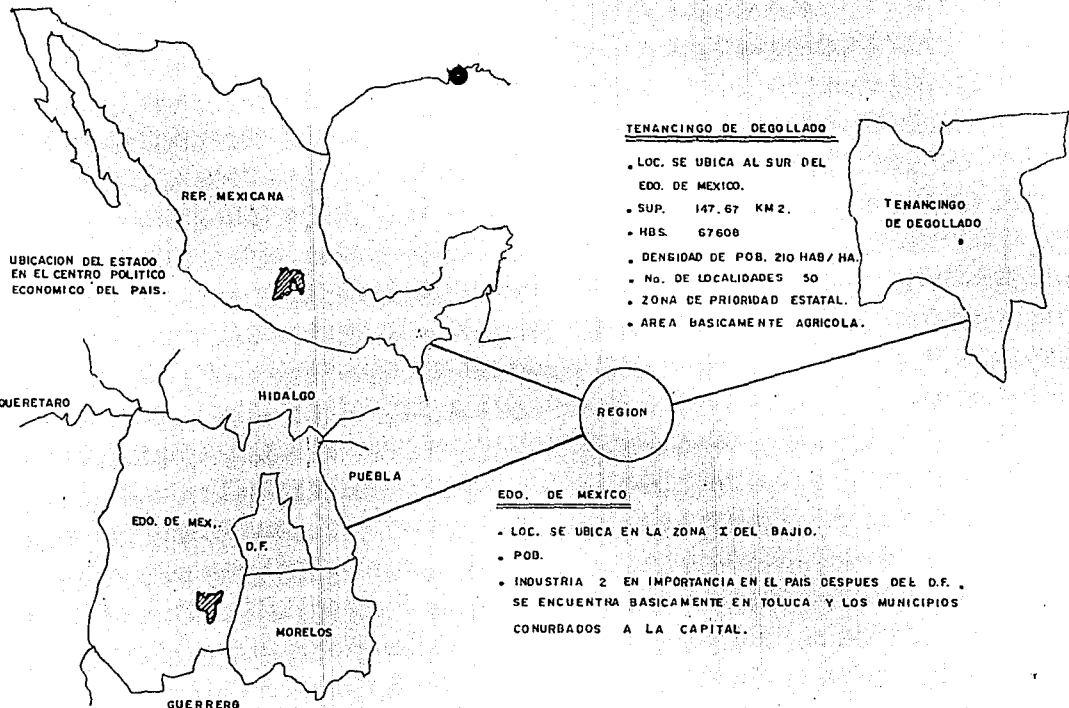 REP. MEXICANA
UBICACION DEL ESTADO
EN EL CENTRO POLITICO
ECONOMICO DEL PAIS.
TENANCINGO DE DEGOLLADO
. LOC. SE UBICA AL SUR DEL
EDO. DE MEXICO.
. SUP. 147.67 KM2.
. HBS. 67608
. DENSIDAD DE POB. 210 HAB/HA.
. No. DE LOCALIDADES 50
. ZONA DE PRIORIDAD ESTATAL.
. AREA BASICAMENTE AGRICOLA.
TENANCINGO
DE DEGOLLADO
REGION
QUERETARO
HIDALGO
PUEBLA
EDO. DE MEX.
D.F.
MORELOS
GUERRERO
EDO. DE MEXICO
. LOC. SE UBICA EN LA ZONA I DEL BAJIO.
. POB.
. INDUSTRIA 2 EN IMPORTANCIA EN EL PAIS DESPUES DEL D.F.
SE ENCUENTRA BASICAMENTE EN TOLUCA Y LOS MUNICIPIOS
CONURBADOS A LA CAPITAL.